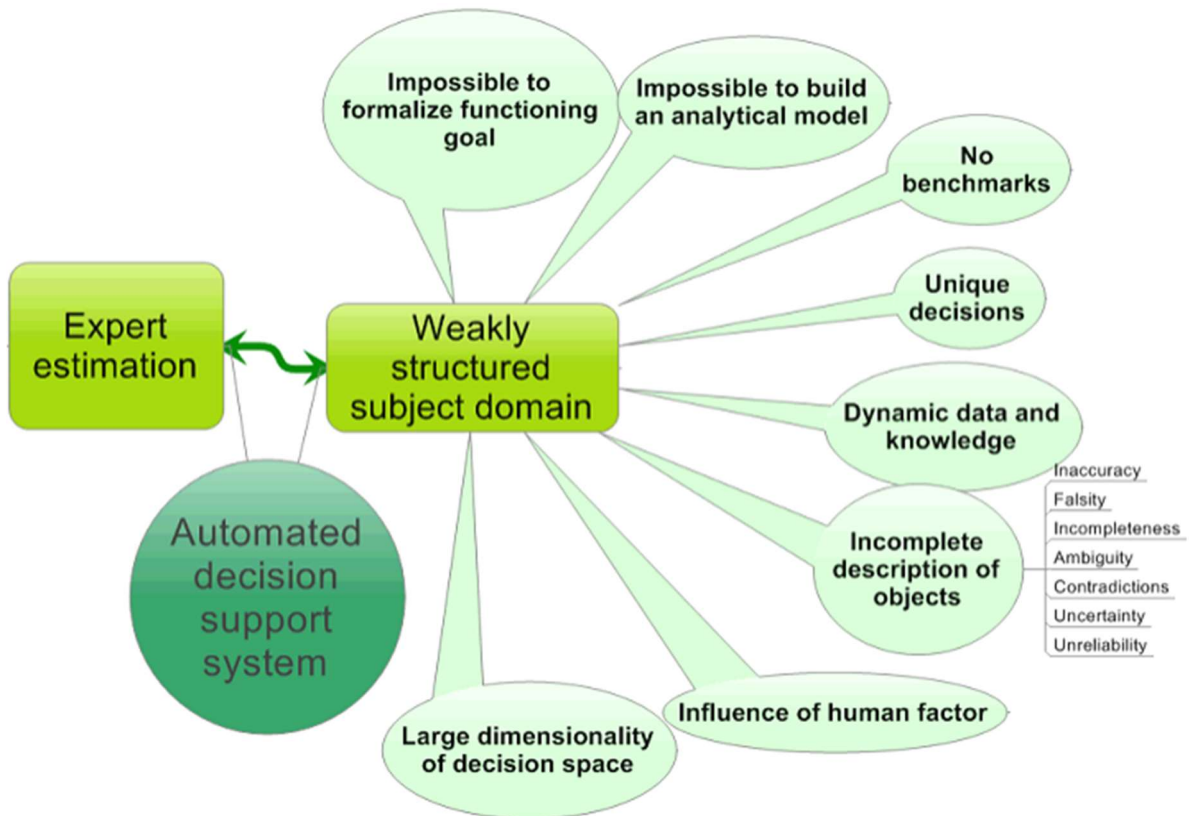 Impossible to
formalize functioning
goal
Impossible to build
an analytical model
No
benchmarks
Unique
decisions
Expert
estimation
Weakly
structured
subject domain
Dynamic data and
knowledge
Incomplete
description of
objects
Inaccuracy
Falsity
Incompleteness
Ambiguity
Contradictions
Uncertainty
Unreliability
Automated
decision
support
system
Influence of human factor
Large dimensionality
of decision space